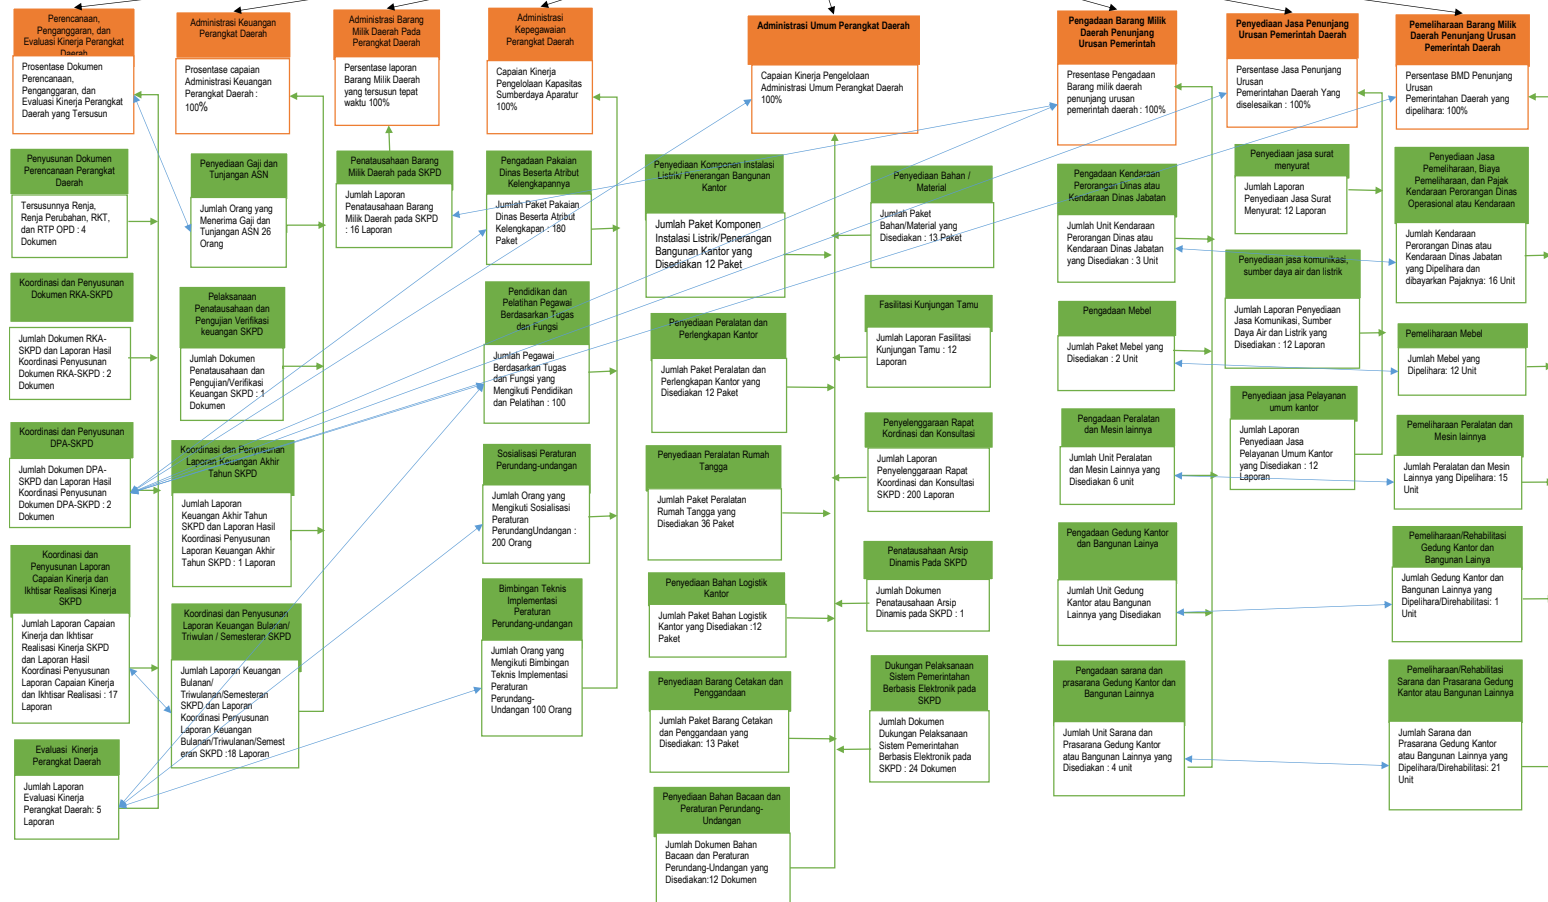 Perencanaan,
Penganggaran, dan
Evaluasi Kinerja Perangkat
Daerah
Prosentase Dokumen
Perencanaan,
Penganggaran, dan
Evaluasi Kinerja Perangkat
Daerah yang Tersusun
Penyusunan Dokumen
Perencanaan Perangkat
Daerah
Tersusunnya Renja,
Renja Perubahan, RKT,
dan RTP OPD : 4
Dokumen
Koordinasi dan Penyusunan
Dokumen RKA-SKPD
Jumlah Dokumen RKA-
SKPD dan Laporan Hasil
Koordinasi Penyusunan
Dokumen RKA-SKPD : 2
Dokumen
Koordinasi dan Penyusunan
DPA-SKPD
Jumlah Dokumen DPA-
SKPD dan Laporan Hasil
Koordinasi Penyusunan
Dokumen DPA-SKPD : 2
Dokumen
Koordinasi dan
Penyusunan Laporan
Capaian Kinerja dan
Ikhtisar Realisasi Kinerja
SKPD
Jumlah Laporan Capaian
Kinerja dan Ikhtisar
Realisasi Kinerja SKPD
dan Laporan Hasil
Koordinasi Penyusunan
Laporan Capaian Kinerja
dan Ikhtisar Realisasi : 17
Laporan
Evaluasi Kinerja
Perangkat Daerah
Jumlah Laporan
Evaluasi Kinerja
Perangkat Daerah: 5
Laporan
Administrasi Keuangan
Perangkat Daerah
Prosentase capaian
Administrasi Keuangan
Perangkat Daerah :
100%
Penyediaan Gaji dan
Tunjangan ASN
Jumlah Orang yang
Menerima Gaji dan
Tunjangan ASN 26
Orang
Pelaksanaan
Penatausahaan dan
Pengujian Verifikasi
keuangan SKPD
Jumlah Dokumen
Penatausahaan dan
Pengujian/Verifikasi
Keuangan SKPD : 1
Dokumen
Koordinasi dan Penyusunan
Laporan Keuangan Akhir
Tahun SKPD
Jumlah Laporan
Keuangan Akhir Tahun
SKPD dan Laporan Hasil
Koordinasi Penyusunan
Laporan Keuangan Akhir
Tahun SKPD : 1 Laporan
Koordinasi dan Penyusunan
Laporan Keuangan Bulanan/
Triwulan / Semesteran SKPD
Jumlah Laporan Keuangan
Bulanan/
Triwulanan/Semesteran
SKPD dan Laporan
Koordinasi Penyusunan
Laporan Keuangan
Bulanan/Triwulanan/Semest
eran SKPD :18 Laporan
Administrasi Barang
Milik Daerah Pada
Perangkat Daerah
Persentase laporan
Barang Milik Daerah
yang tersusun tepat
waktu 100%
Penatausahaan Barang
Milik Daerah pada SKPD
Jumlah Laporan
Penatausahaan Barang
Milik Daerah pada SKPD
: 16 Laporan
Administrasi
Kepegawaian
Perangkat Daerah
Capaian Kinerja
Pengelolaan Kapasitas
Sumberdaya Aparatur
100%
Pengadaan Pakaian
Dinas Beserta Atribut
Kelengkapannya
Jumlah Paket Pakaian
Dinas Beserta Atribut
Kelengkapan : 180
Paket
Pendidikan dan
Pelatihan Pegawai
Berdasarkan Tugas
dan Fungsi
Jumlah Pegawai
Berdasarkan Tugas
dan Fungsi yang
Mengikuti Pendidikan
dan Pelatihan : 100
Sosialisasi Peraturan
Perundang-undangan
Jumlah Orang yang
Mengikuti Sosialisasi
Peraturan
PerundangUndangan :
200 Orang
Bimbingan Teknis
Implementasi
Peraturan
Perundang-undangan
Jumlah Orang yang
Mengikuti Bimbingan
Teknis Implementasi
Peraturan
Perundang-
Undangan 100 Orang
Administrasi Umum Perangkat Daerah
Capaian Kinerja Pengelolaan
Administrasi Umum Perangkat Daerah
100%
Penyediaan Komponen Instalasi
Listrik/ Penerangan Bangunan
Kantor
Jumlah Paket Komponen
Instalasi Listrik/Penerangan
Bangunan Kantor yang
Disediakan 12 Paket
Penyediaan Peralatan dan
Perlengkapan Kantor
Jumlah Paket Peralatan dan
Perlengkapan Kantor yang
Disediakan 12 Paket
Penyediaan Peralatan Rumah
Tangga
Jumlah Paket Peralatan
Rumah Tangga yang
Disediakan 36 Paket
Penyediaan Bahan Logistik
Kantor
Jumlah Paket Bahan Logistik
Kantor yang Disediakan :12
Paket
Penyediaan Barang Cetakan dan
Penggandaan
Jumlah Paket Barang Cetakan
dan Penggandaan yang
Disediakan: 13 Paket
Penyediaan Bahan Bacaan dan
Peraturan Perundang-
Undangan
Jumlah Dokumen Bahan
Bacaan dan Peraturan
Perundang-Undangan yang
Disediakan:12 Dokumen
Penyediaan Bahan /
Material
Jumlah Paket
Bahan/Material yang
Disediakan : 13 Paket
Fasilitasi Kunjungan Tamu
Jumlah Laporan Fasilitasi
Kunjungan Tamu : 12
Laporan
Penyelenggaraan Rapat
Kordinasi dan Konsultasi
Jumlah Laporan
Penyelenggaraan Rapat
Koordinasi dan Konsultasi
SKPD : 200 Laporan
Penatausahaan Arsip
Dinamis Pada SKPD
Jumlah Dokumen
Penatausahaan Arsip
Dinamis pada SKPD : 1
Dukungan Pelaksanaan
Sistem Pemerintahan
Berbasis Elektronik pada
SKPD
Jumlah Dokumen
Dukungan Pelaksanaan
Sistem Pemerintahan
Berbasis Elektronik pada
SKPD : 24 Dokumen
Pengadaan Barang Milik
Daerah Penunjang
Urusan Pemerintah
Presentase Pengadaan
Barang milik daerah
penunjang urusan
pemerintah daerah : 100%
Pengadaan Kendaraan
Perorangan Dinas atau
Kendaraan Dinas Jabatan
Jumlah Unit Kendaraan
Perorangan Dinas atau
Kendaraan Dinas Jabatan
yang Disediakan : 3 Unit
Pengadaan Mebel
Jumlah Paket Mebel yang
Disediakan : 2 Unit
Pengadaan Peralatan
dan Mesin lainnya
Jumlah Unit Peralatan
dan Mesin Lainnya yang
Disediakan 6 unit
Pengadaan Gedung Kantor
dan Bangunan Lainya
Jumlah Unit Gedung
Kantor atau Bangunan
Lainnya yang Disediakan
Pengadaan sarana dan
prasarana Gedung Kantor dan
Bangunan Lainnya
Jumlah Unit Sarana dan
Prasarana Gedung Kantor
atau Bangunan Lainnya yang
Disediakan : 4 unit
Penyediaan Jasa Penunjang
Urusan Pemerintah Daerah
Persentase Jasa Penunjang
Urusan
Pemerintahan Daerah Yang
diselesaikan : 100%
Penyediaan jasa surat
menyurat
Jumlah Laporan
Penyediaan Jasa Surat
Menyurat: 12 Laporan
Penyediaan jasa komunikasi,
sumber daya air dan listrik
Jumlah Laporan Penyediaan
Jasa Komunikasi, Sumber
Daya Air dan Listrik yang
Disediakan : 12 Laporan
Penyediaan jasa Pelayanan
umum kantor
Jumlah Laporan
Penyediaan Jasa
Pelayanan Umum Kantor
yang Disediakan : 12
Laporan
Pemeliharaan Barang Milik
Daerah Penunjang Urusan
Pemerintah Daerah
Persentase BMD Penunjang
Urusan
Pemerintahan Daerah yang
dipelihara: 100%
Penyediaan Jasa
Pemeliharaan, Biaya
Pemeliharaan, dan Pajak
Kendaraan Perorangan Dinas
Operasional atau Kendaraan
Jumlah Kendaraan
Perorangan Dinas atau
Kendaraan Dinas Jabatan
yang Dipelihara dan
dibayarkan Pajaknya: 16 Unit
Pemeliharaan Mebel
Jumlah Mebel yang
Dipelihara: 12 Unit
Pemeliharaan Peralatan dan
Mesin lainnya
Jumlah Peralatan dan Mesin
Lainnya yang Dipelihara: 15
Unit
Pemeliharaan/Rehabilitasi
Gedung Kantor dan
Bangunan Lainya
Jumlah Gedung Kantor dan
Bangunan Lainnya yang
Dipelihara/Direhabilitasi: 1
Unit
Pemeliharaan/Rehabilitasi
Sarana dan Prasarana Gedung
Kantor atau Bangunan Lainnya
Jumlah Sarana dan
Prasarana Gedung Kantor
atau Bangunan Lainnya yang
Dipelihara/Direhabilitasi: 21
Unit